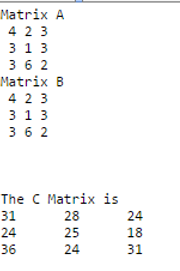 Matrix A
4 2 3
3 1 3
3 6 2
Matrix B
4 2 3
3 1 3
3 6 2
The C Matrix is
31 28 24
24 25 18
36 24 31